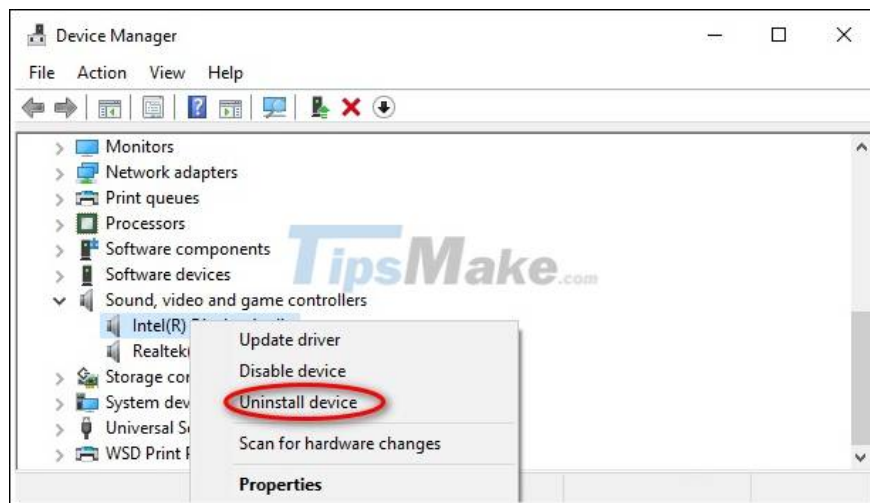 Device Manager
File Action View Help
Monitors
Network adapters
Print queues
Processors
Software components
Software devices
Sound, video and game controllers
Intel(R)
Realtek(
Storage cor
System dev
Universal S
WSD Print
Update driver
Disable device
Uninstall device
Scan for hardware changes
Properties
TipsMake.com